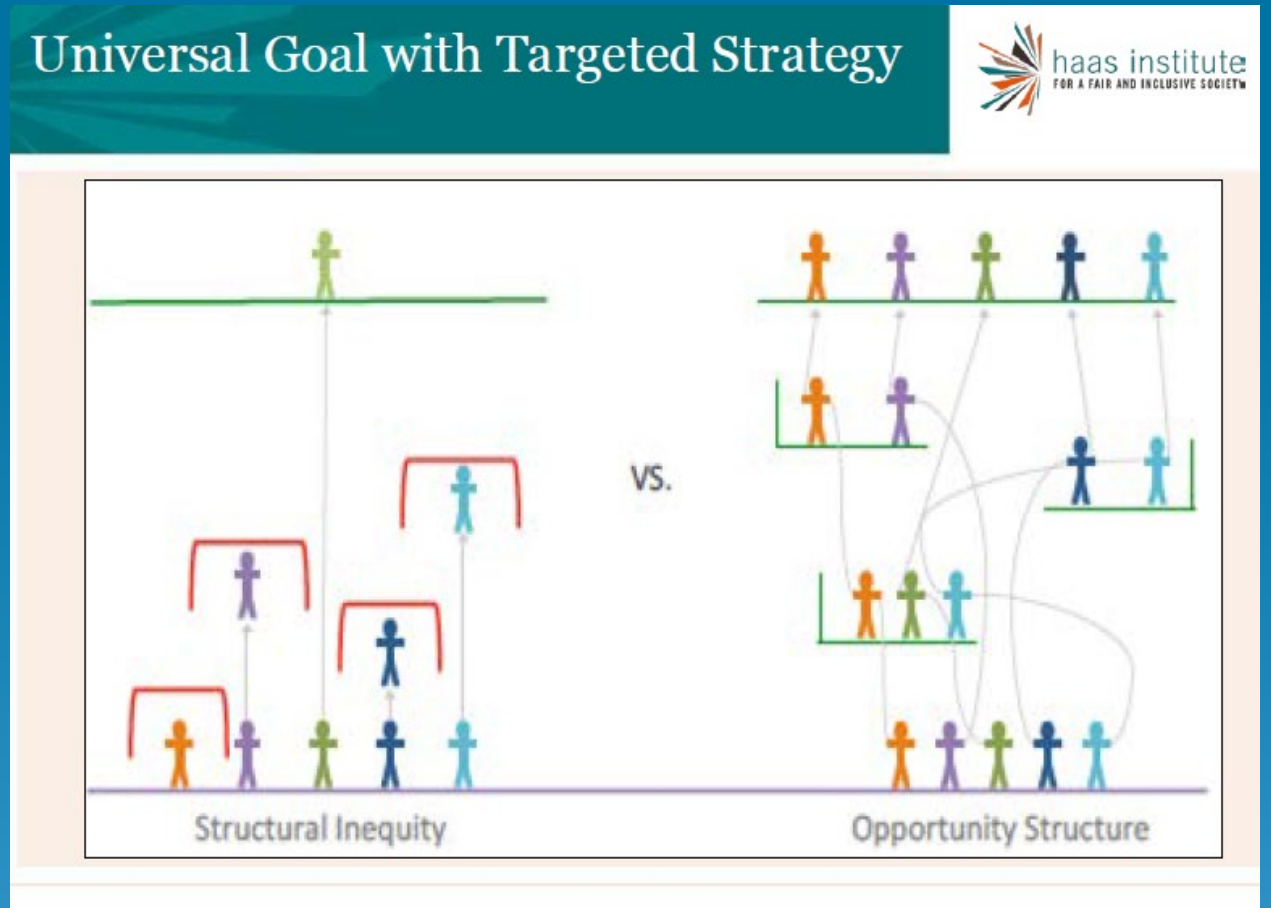 Universal Goal with Targeted Strategy
haas institute
FOR A FAIR AND INCLUSIVE SOCIETY
VS.
Structural Inequity
Opportunity Structure